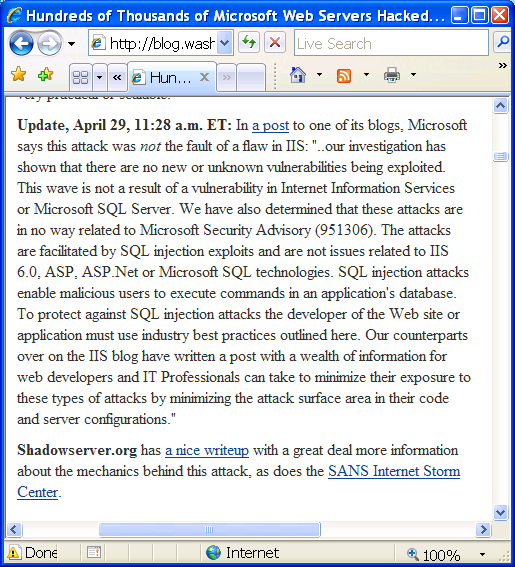 Hundreds of Thousands of Microsoft Web Servers Hacked...
http://blog.wash
Live Search
Hun...
very practical or scalable.
Update, April 29, 11:28 a.m. ET: In a post to one of its blogs, Microsoft
says this attack was not the fault of a flaw in IIS: "..our investigation has
shown that there are no new or unknown vulnerabilities being exploited.
This wave is not a result of a vulnerability in Internet Information Services
or Microsoft SQL Server. We have also determined that these attacks are
in no way related to Microsoft Security Advisory (951306). The attacks
are facilitated by SQL injection exploits and are not issues related to IIS
6.0, ASP, ASP.Net or Microsoft SQL technologies. SQL injection attacks
enable malicious users to execute commands in an application's database.
To protect against SQL injection attacks the developer of the Web site or
application must use industry best practices outlined here. Our counterparts
over on the IIS blog have written a post with a wealth of information for
web developers and IT Professionals can take to minimize their exposure to
these types of attacks by minimizing the attack surface area in their code
and server configurations."
Shadowserver.org has a nice writeup with a great deal more information
about the mechanics behind this attack, as does the SANS Internet Storm
Center.
Done
Internet
100%